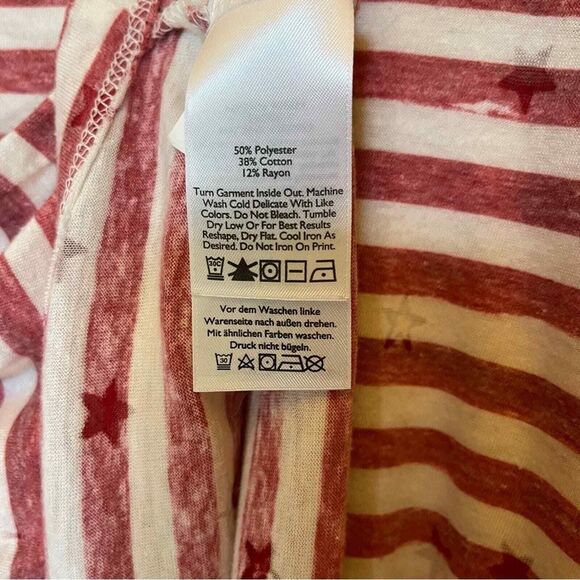 50% Polyester
38% Cotton
12% Rayon
Turn Garment Inside Out. Machine
Wash Cold Delicate With Like
Colors. Do Not Bleach. Tumble
Dry Low Or For Best Results
Reshape, Dry Flat. Cool Iron As
Desired. Do Not Iron On Print.
30C
Vor dem Waschen linke
Warenseite nach außen drehen.
Mit ähnlichen Farben waschen.
Druck nicht bügeln.
30